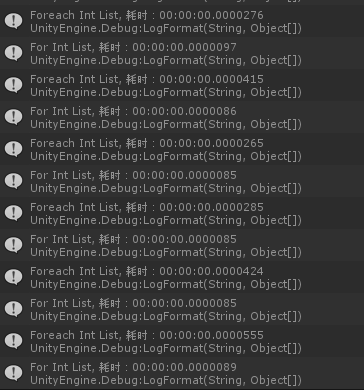 Foreach Int List, 耗时 : 00:00:00.0000276
UnityEngine.Debug:LogFormat(String, Object[])
For Int List, 耗时 : 00:00:00.0000097
UnityEngine.Debug:LogFormat(String, Object[])
Foreach Int List, 耗时 : 00:00:00.0000415
UnityEngine.Debug:LogFormat(String, Object[])
For Int List, 耗时 : 00:00:00.0000086
UnityEngine.Debug:LogFormat(String, Object[])
Foreach Int List, 耗时 : 00:00:00.0000265
UnityEngine.Debug:LogFormat(String, Object[])
For Int List, 耗时 : 00:00:00.0000085
UnityEngine.Debug:LogFormat(String, Object[])
Foreach Int List, 耗时 : 00:00:00.0000285
UnityEngine.Debug:LogFormat(String, Object[])
For Int List, 耗时 : 00:00:00.0000085
UnityEngine.Debug:LogFormat(String, Object[])
Foreach Int List, 耗时 : 00:00:00.0000424
UnityEngine.Debug:LogFormat(String, Object[])
For Int List, 耗时 : 00:00:00.0000085
UnityEngine.Debug:LogFormat(String, Object[])
Foreach Int List, 耗时 : 00:00:00.0000555
UnityEngine.Debug:LogFormat(String, Object[])
For Int List, 耗时 : 00:00:00.0000089
UnityEngine.Debug:LogFormat(String, Object[])